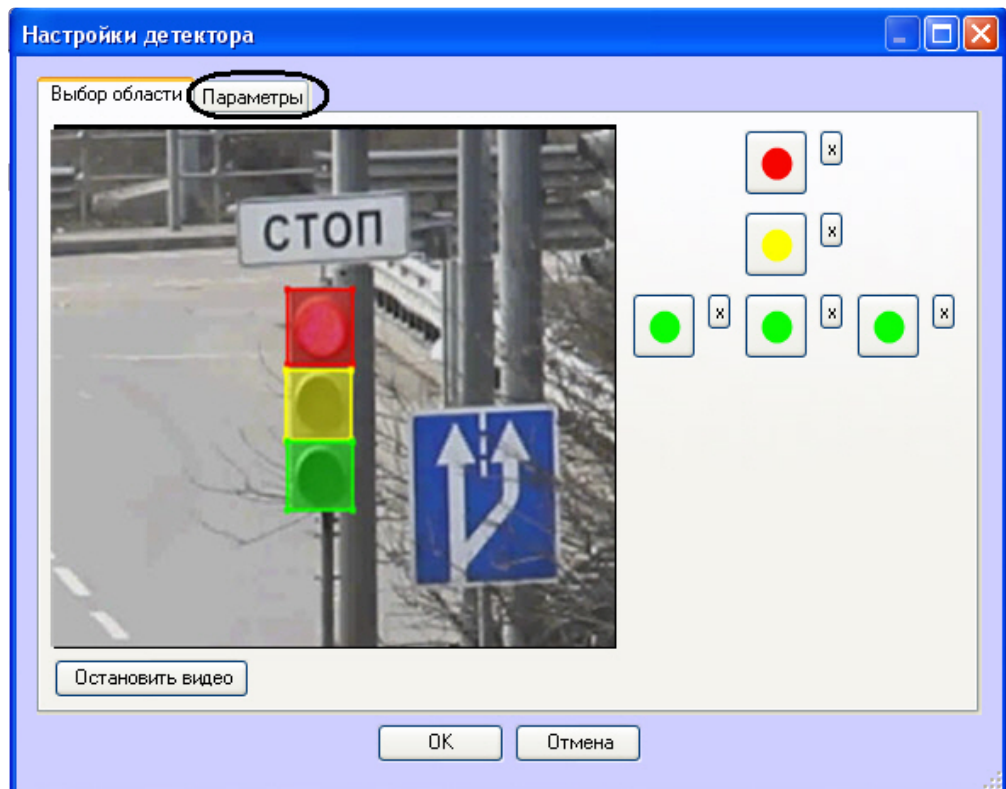 Настройки детектора
Выбор области Параметры
x
СТОП
x
x x x
Остановить видео
OK Отмена